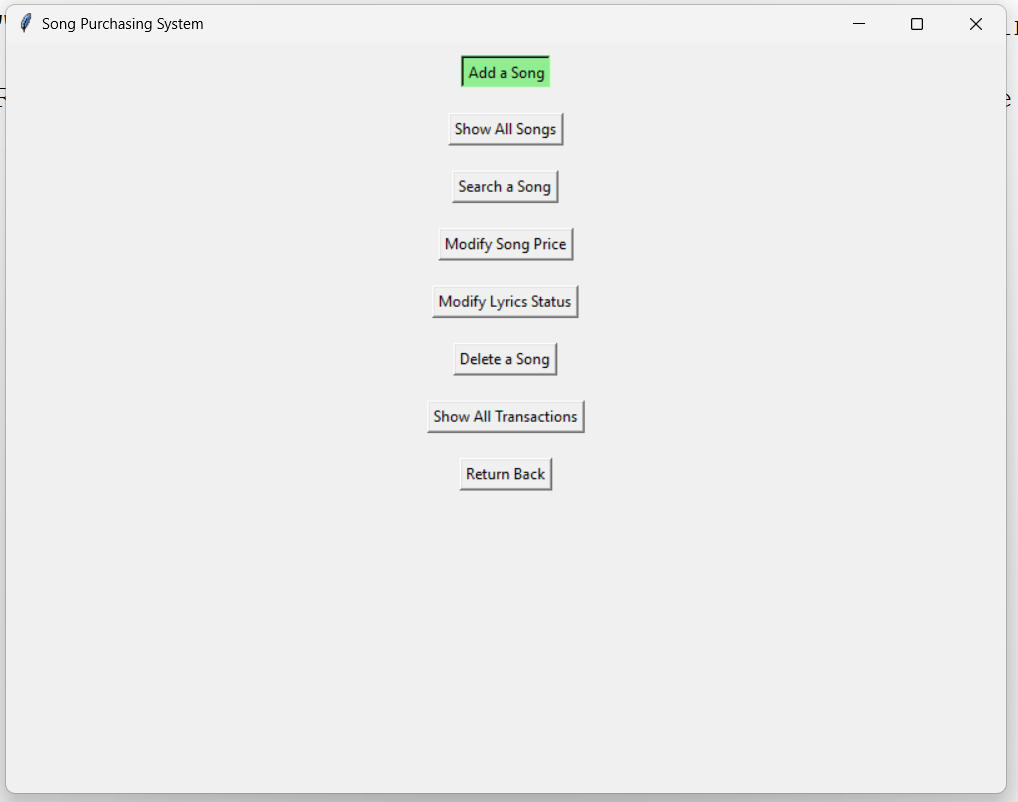 Song Purchasing System
Add a Song
Show All Songs
Search a Song
Modify Song Price
Modify Lyrics Status
Delete a Song
Show All Transactions
Return Back